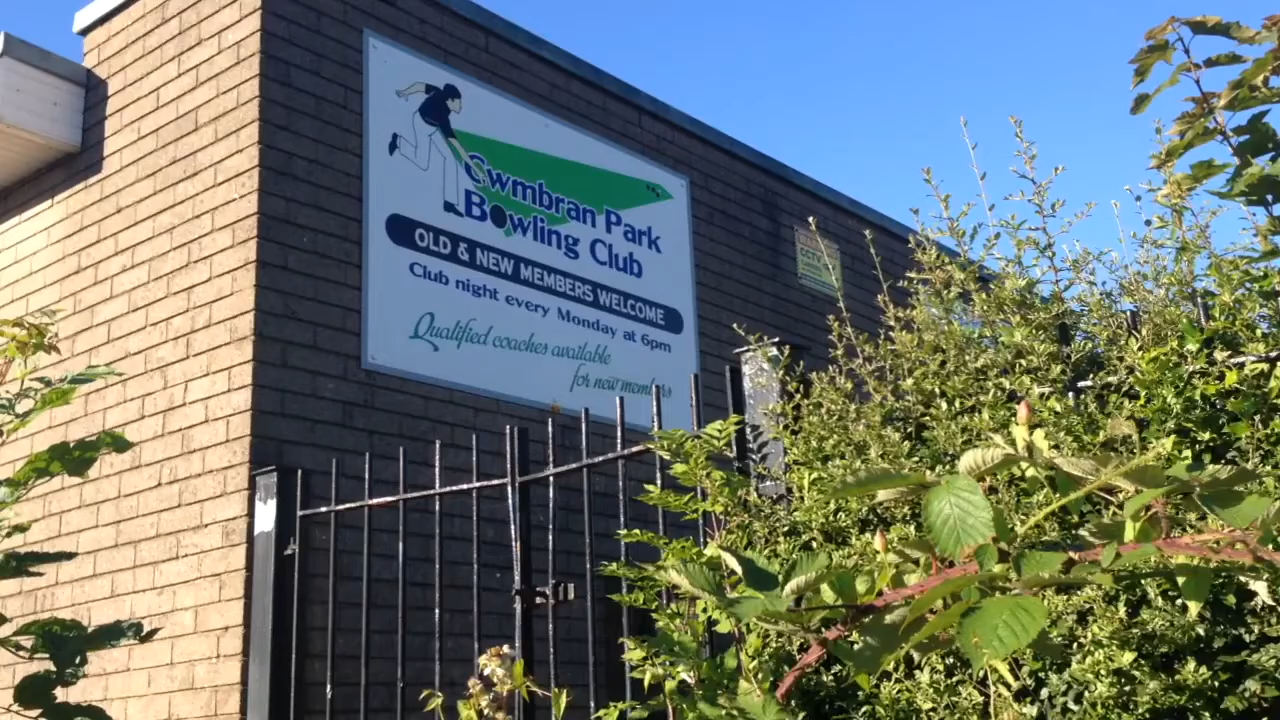 Cwmbran Park
Bowling Club
OLD & NEW MEMBERS WELCOME
Club night every Monday at 6pm
Qualified coaches available
for new members
CCTV